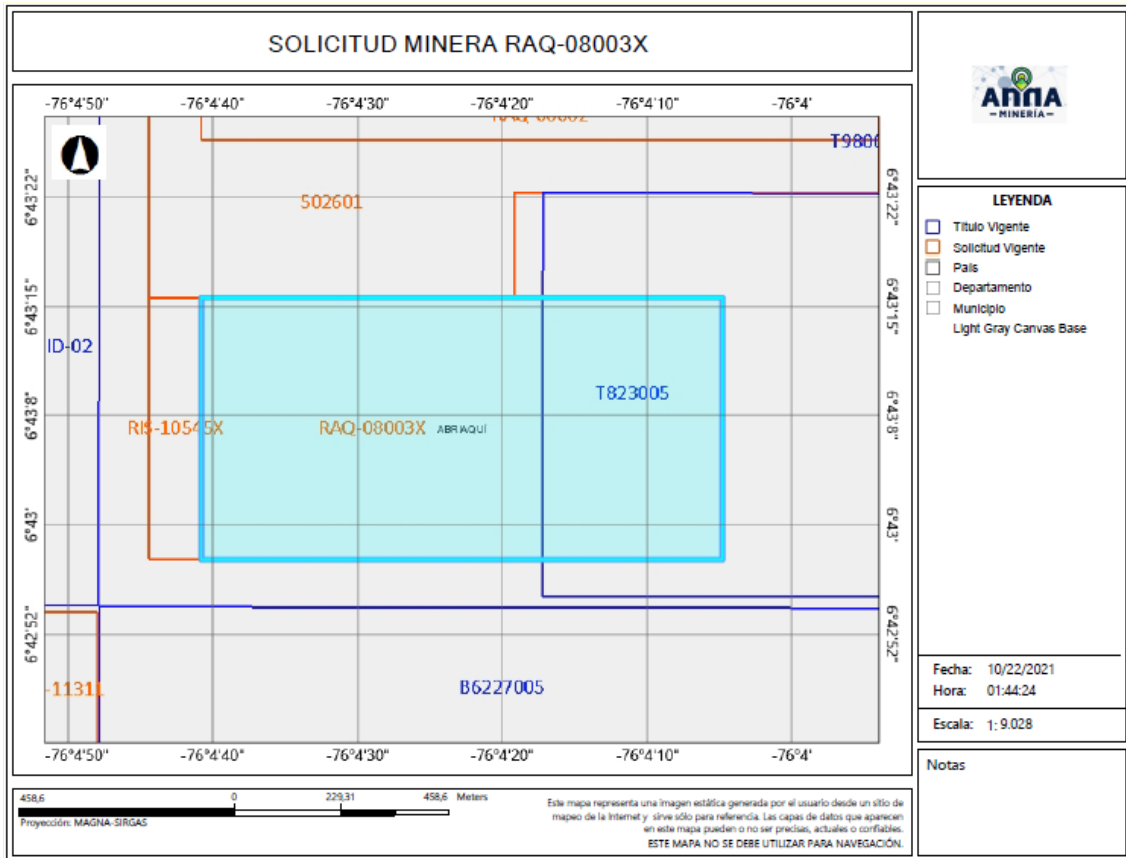 SOLICITUD MINERA RAQ-08003X
ANNA
–MINERÍA–
-76°4'50" -76°4'40" -76°4'30" -76°4'20" -76°4'10" -76°4'
T9800
6°43'22" 502601 6°43'22"
6°43'15" 6°43'15"
ID-02
T823005
6°43'8" RIS-10545X RAQ-08003X ABRIAQUÍ 6°43'8"
6°43' 6°43'
6°42'52" 6°42'52"
-11311 B6227005
-76°4'50" -76°4'40" -76°4'30" -76°4'20" -76°4'10" -76°4'
LEYENDA
Título Vigente
Solicitud Vigente
País
Departamento
Municipio
Light Gray Canvas Base
Fecha: 10/22/2021
Hora: 01:44:24
Escala: 1: 9.028
Notas
458,6 0 229,31 458,6 Meters
Proyección: MAGNA-SIRGAS
Este mapa representa una imagen estática generada por el usuario desde un sitio de
mapeo de la Internet y sirve sólo para referencia. Las capas de datos que aparecen
en este mapa pueden o no ser precisas, actuales o confiables.
ESTE MAPA NO SE DEBE UTILIZAR PARA NAVEGACIÓN.